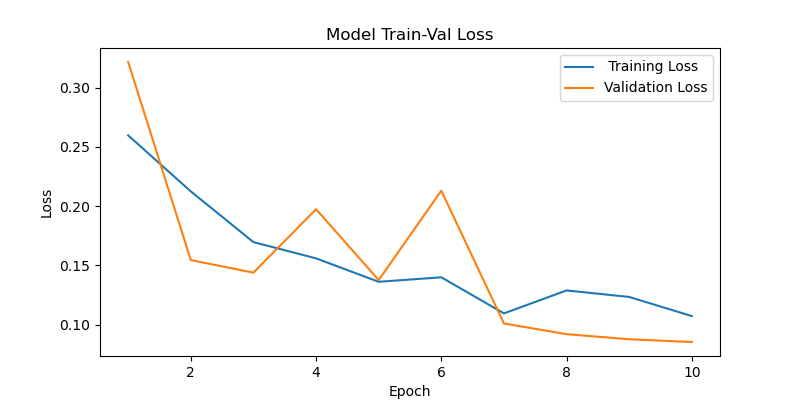 Model Train-Val Loss
Training Loss
Validation Loss
0.30
0.25
0.20
0.15
0.10
Loss
2 4 6 8 10
Epoch